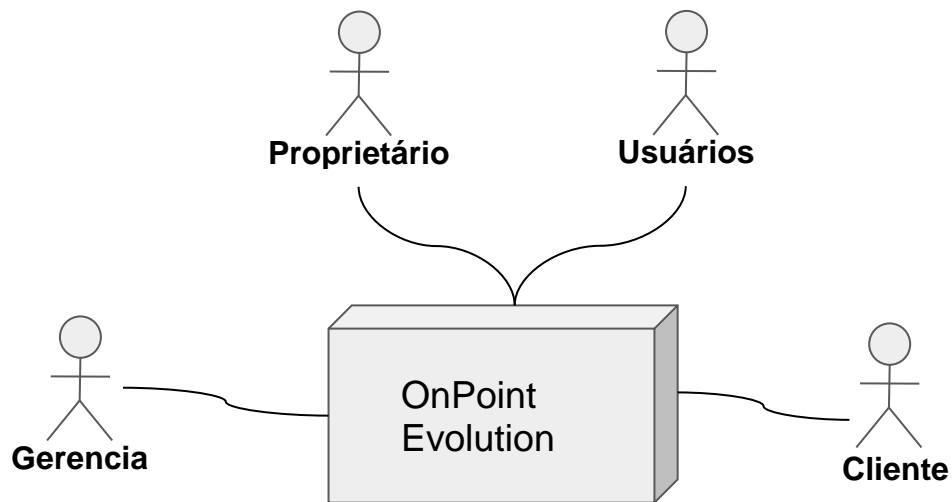 Proprietário
Usuários
OnPoint
Evolution
Gerencia
Cliente